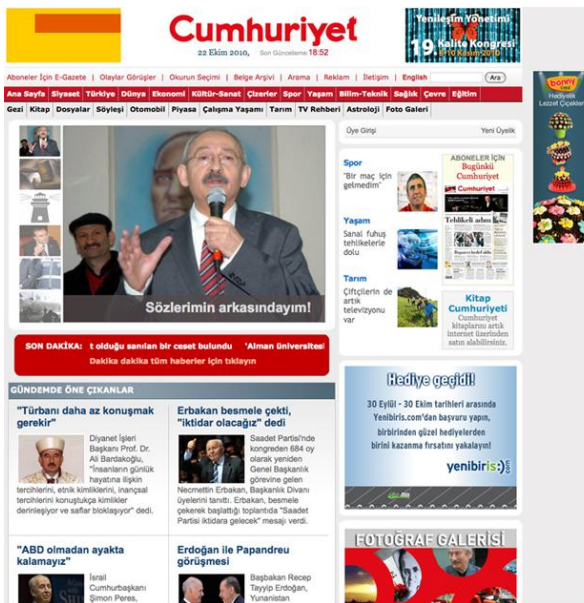 Yenileşim Yönetimi
19. Kalite Kongresi
Cumhuriyet
22 Ekim 2010, Son Güncelleme 18:52
Aboneler İçin E-Gazete | Olaylar Görüşler | Okurun Seçimi | Belge Arşivi | Arama | Reklam | İletişim | English
Ara
Ana Sayfa Siyaset Türkiye Dünya Ekonomi Kültür-Sanat Çizerler Spor Yaşam Bilim-Teknik Sağlık Çevre Eğitim
Gezi Kitap Dosyalar Söyleşi Otomobil Piyasa Çalışma Yaşamı Tarım TV Rehberi Astroloji Foto Galeri
bonny
Hediyelik
Lezzet Çiçekler
Üye Girişi
Yeni Üyelik
Spor
"Bir maç için
gelmedim"
Yaşam
Sanal fuhuş
tehlikelerle
dolu
Tarım
Çiftçilerin de
artık
televizyonu
var
ABONELER İÇİN
Bugünkü
Cumhuriyet
Cumhuriyet
Tehlikeli adım
Kitap
Cumhuriyeti
Cumhuriyet
kitaplarını artık
internet üzerinden
satın alabilirsiniz.
Sözlerimin arkasındayım!
SON DAKİKA: t olduğu sanılan bir ceset bulundu 'Alman üniversitesi
Dakika dakika tüm haberler için tıklayın
GÜNDEMDE ÖNE ÇIKANLAR
"Türbanı daha az konuşmak
gerekir"
Diyanet İşleri
Başkanı Prof. Dr.
Ali Bardakoğlu,
"İnsanların günlük
hayatına ilişkin
tercihlerini, etnik kimliklerini, inançsal
tercihlerini konuştukça kimlikler
derinleşiyor ve saflar bloklaşıyor" dedi.
Erbakan besmele çekti,
"iktidar olacağız" dedi
Saadet Partisi'nde
kongreden 684 oy
alarak yeniden
Genel Başkanlık
görevine gelen
Necmettin Erbakan, Başkanlık Divanı
üyelerini tanıttı. Erbakan, besmele
çekerek başlattığı toplantıda "Saadet
Partisi iktidara gelecek" mesajı verdi.
"ABD olmadan ayakta
kalamayız"
İsrail
Cumhurbaşkanı
Şimon Peres,
Erdoğan ile Papandreu
görüşmesi
Başbakan Recep
Tayyip Erdoğan,
Yunanistan
Hediye geçidi!
30 Eylül - 30 Ekim tarihleri arasında
Yenibiris.com'dan başvuru yapın,
birbirinden güzel hediyelerden
birini kazanma fırsatını yakalayın!
yenibiris:)com
FOTOĞRAF GALERİSİ